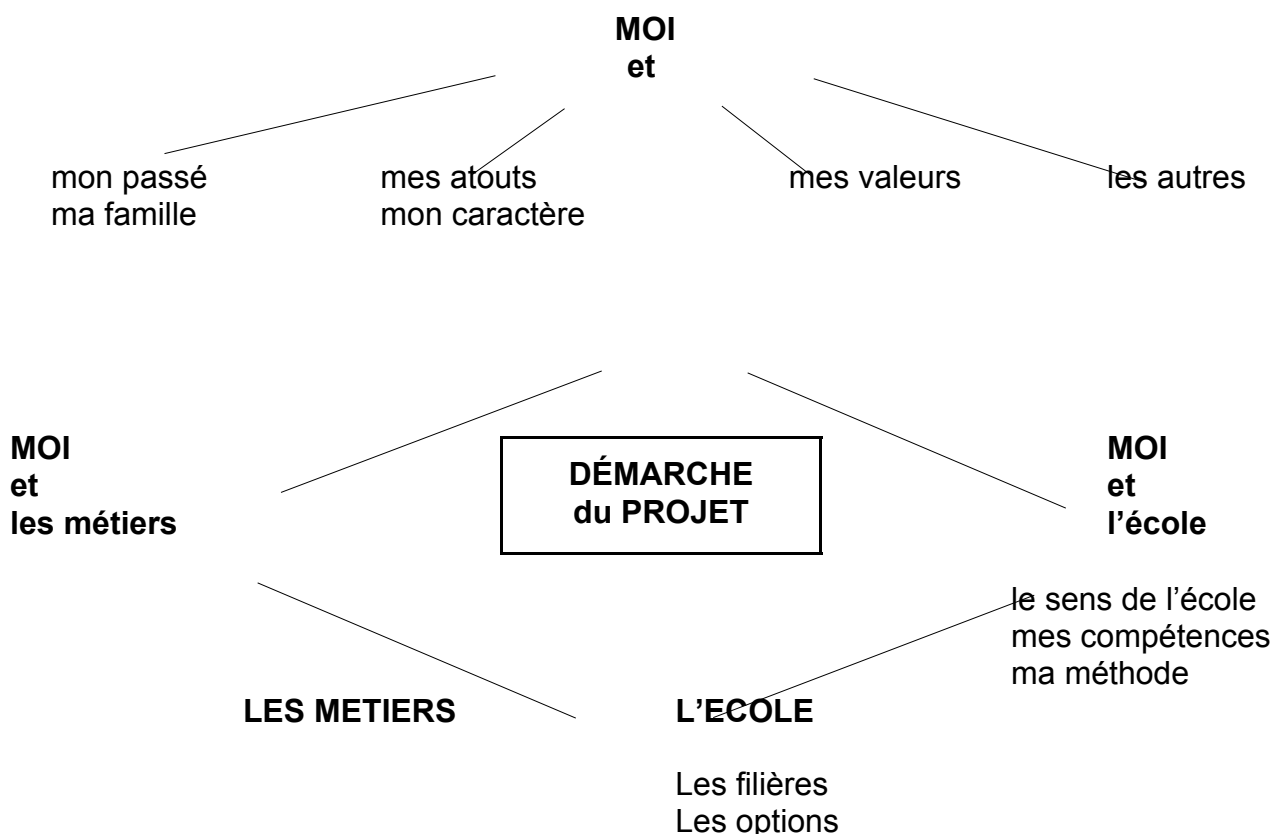 MOI
et
mon passé
ma famille
mes atouts
mon caractère
mes valeurs
les autres
MOI
et
les métiers
DÉMARCHE
du PROJET
MOI
et
l’école
le sens de l’école
mes compétences
ma méthode
LES METIERS
L’ECOLE
Les filières
Les options